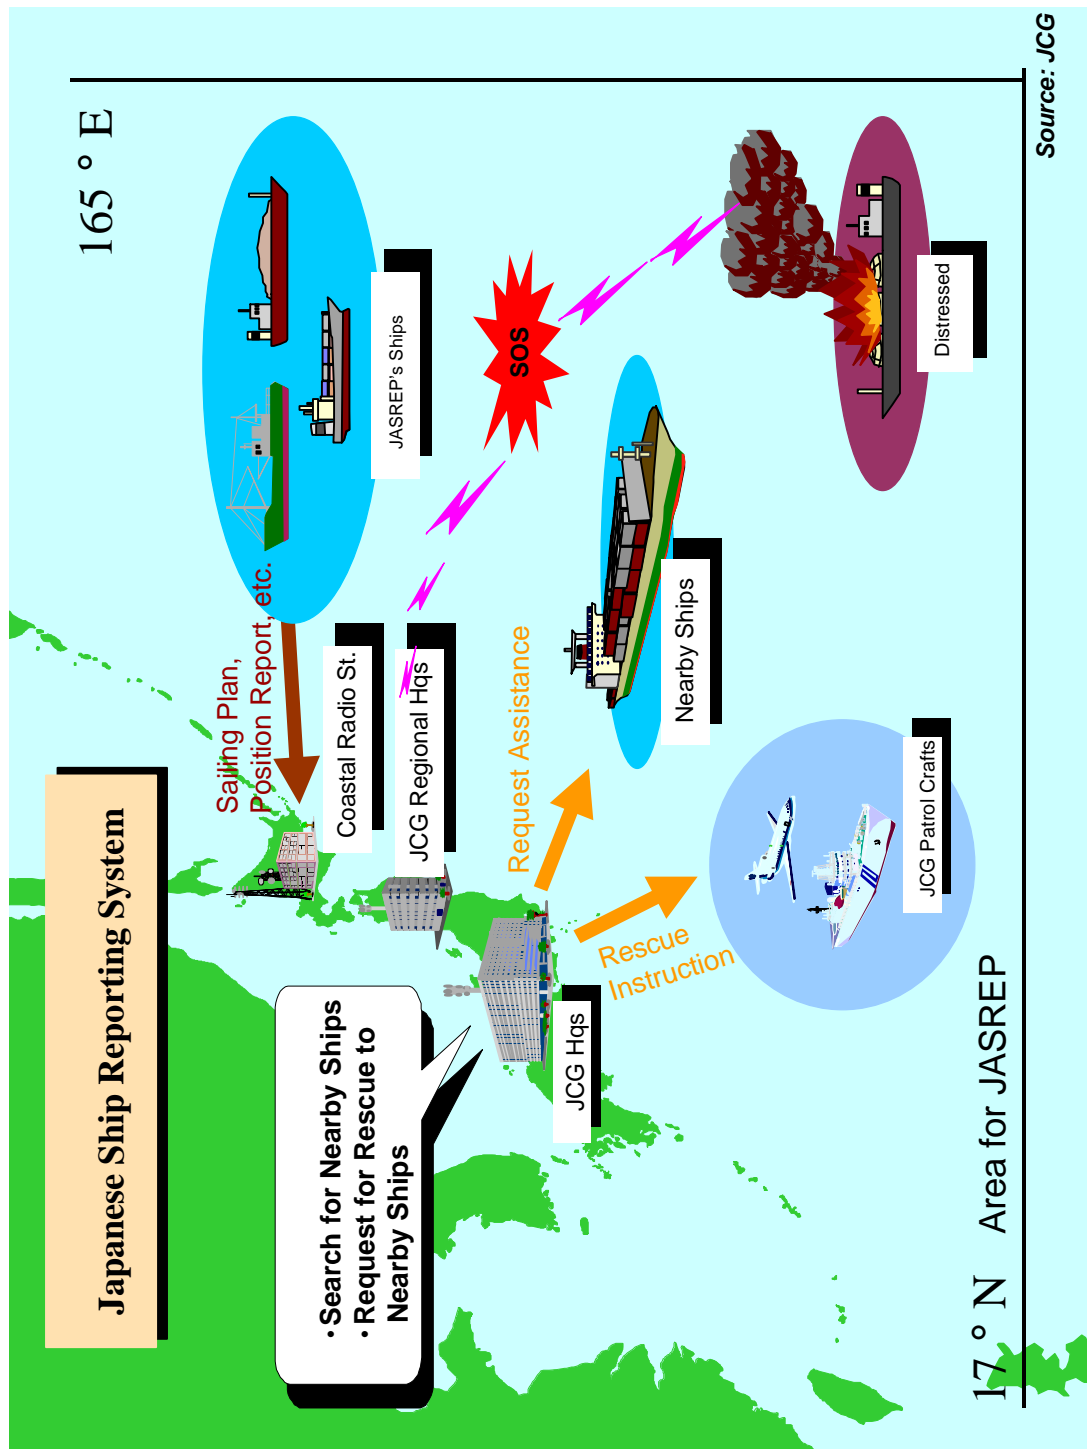 Japanese Ship Reporting System
165 ° E
Sailing Plan,
Position Report, etc.
JASREP's Ships
Coastal Radio St.
JCG Regional Hqs
SOS
• Search for Nearby Ships
• Request for Rescue to
Nearby Ships
JCG Hqs
Request Assistance
Nearby Ships
Rescue
Instruction
JCG Patrol Crafts
Distressed
17 ° N
Area for JASREP
Source: JCG